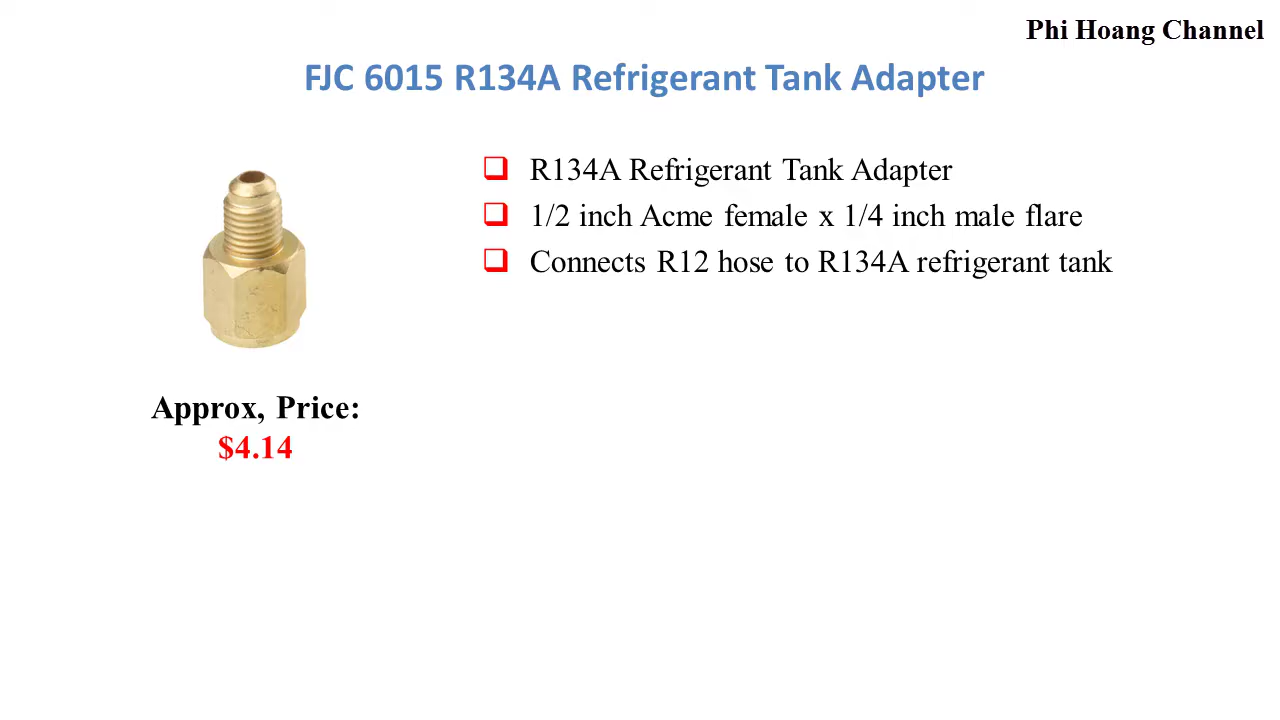 Phi Hoang Channel
FJC 6015 R134A Refrigerant Tank Adapter
R134A Refrigerant Tank Adapter
1/2 inch Acme female x 1/4 inch male flare
Connects R12 hose to R134A refrigerant tank
Approx, Price:
$4.14